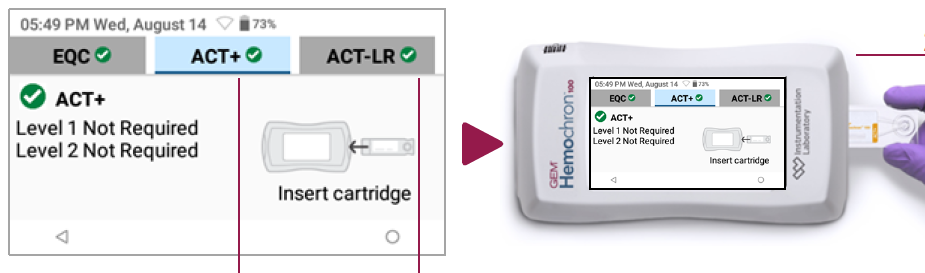 05:49 PM Wed, August 14 73%
EQC ACT+ ACT-LR
ACT+
Level 1 Not Required
Level 2 Not Required
Insert cartridge
GEM Hemochron 100
05:49 PM Wed, August 14 73%
EQC ACT+ ACT-LR
ACT+
Level 1 Not Required
Level 2 Not Required
Insert cartridge
Instrumentation
Laboratory